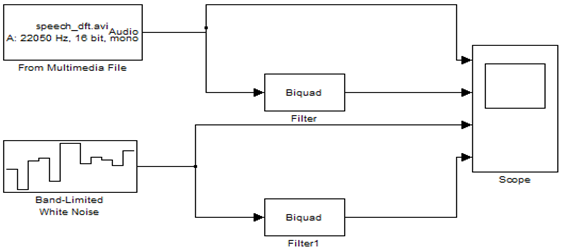 speech_dft.avi
Audio
A: 22050 Hz, 16 bit, mono
From Multimedia File
Biquad
Filter
Scope
Band-Limited
White Noise
Biquad
Filter1